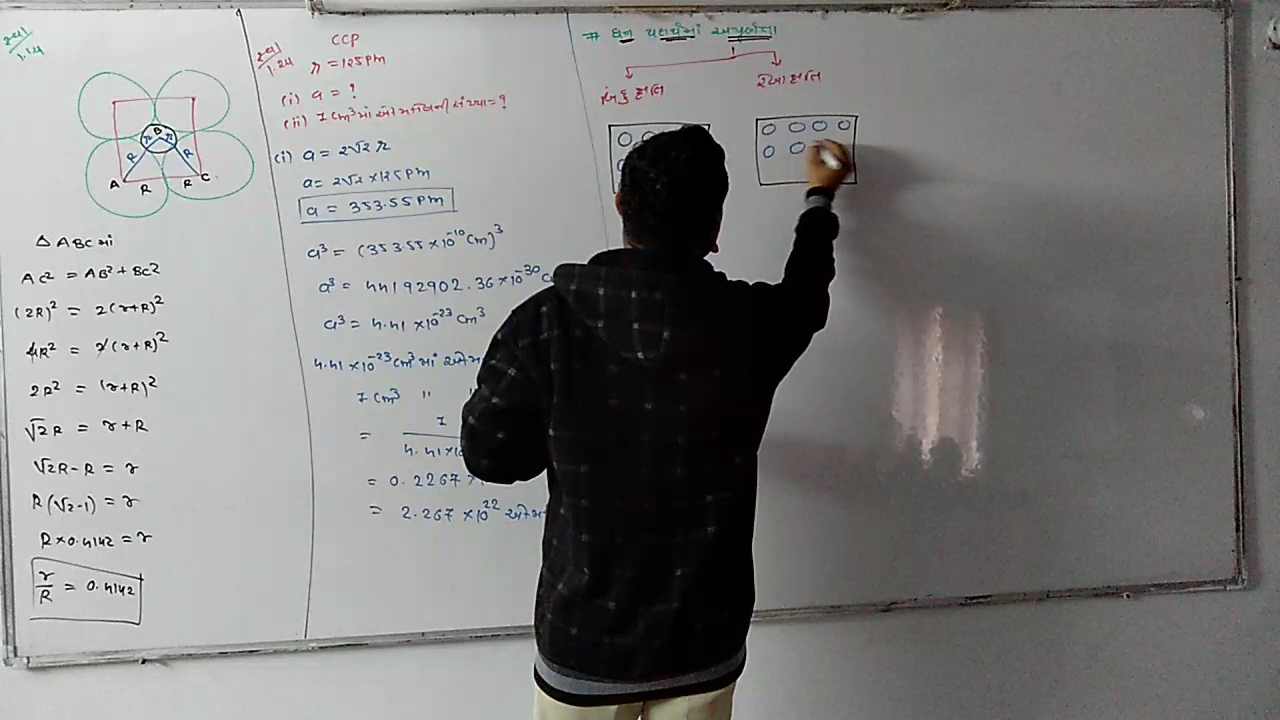 સ્વા
1.14
B
r r
R R
A R R C
△ ABC માં
AC² = AB² + BC²
(2R)² = 2(r+R)²
4R² = 2(r+R)²
2R² = (r+R)²
√2R = r+R
√2R - R = r
R(√2-1) = r
R×0.4142 = r
r/R = 0.4142
સ્વા
1.24
CCP
r = 125 pm
(i) a = ?
(ii) 1 cm³ માં સંખ્યા = ?
(i) a = 2√2 r
a = 2√2 × 125 pm
a = 353.55 pm
a³ = (353.55 × 10⁻¹⁰ cm)³
a³ = 44192902.36 × 10⁻³⁰ c
a³ = 4.41 × 10⁻²³ cm³
4.41 × 10⁻²³ cm³ માં એકમ
1 cm³ " "
= 1
4.41×10
= 0.2267 ×
= 2.267 × 10²² એકમ
# ઘન પદાર્થમાં અપૂર્ણતા
બિંદુ ક્ષતિ રેખા ક્ષતિ